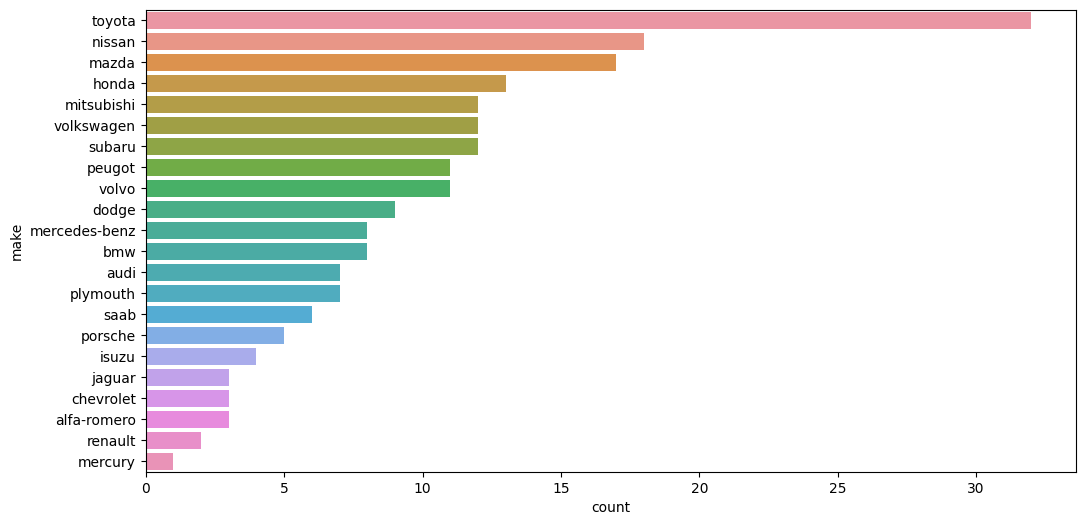 toyota
nissan
mazda
honda
mitsubishi
volkswagen
subaru
peugot
volvo
dodge
mercedes-benz
bmw
audi
plymouth
saab
porsche
isuzu
jaguar
chevrolet
alfa-romero
renault
mercury
make
0 5 10 15 20 25 30
count